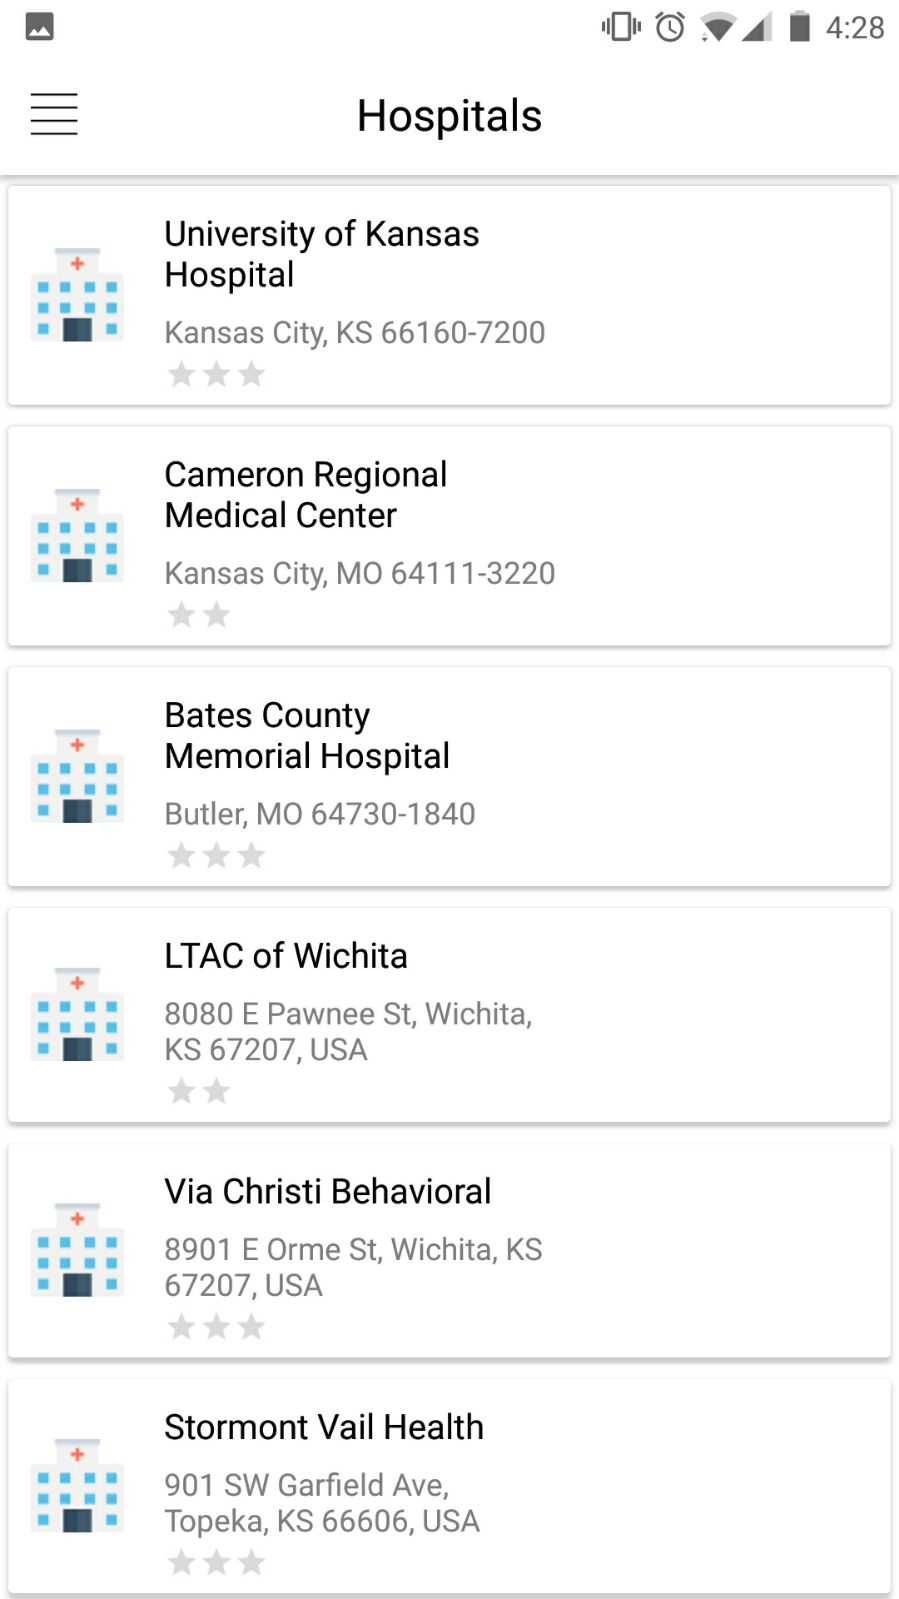 4:28
Hospitals
University of Kansas
Hospital
Kansas City, KS 66160-7200
Cameron Regional
Medical Center
Kansas City, MO 64111-3220
Bates County
Memorial Hospital
Butler, MO 64730-1840
LTAC of Wichita
8080 E Pawnee St, Wichita,
KS 67207, USA
Via Christi Behavioral
8901 E Orme St, Wichita, KS
67207, USA
Stormont Vail Health
901 SW Garfield Ave,
Topeka, KS 66606, USA